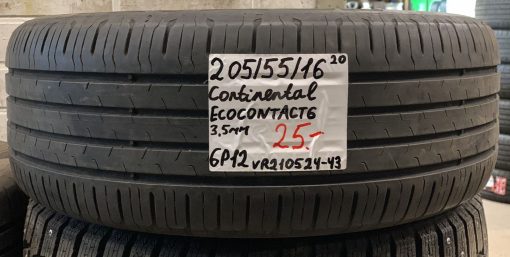 205/55/16 20
Continental
ECOCONTACT6
3,5mm 25.-
6P12 VR210524-43